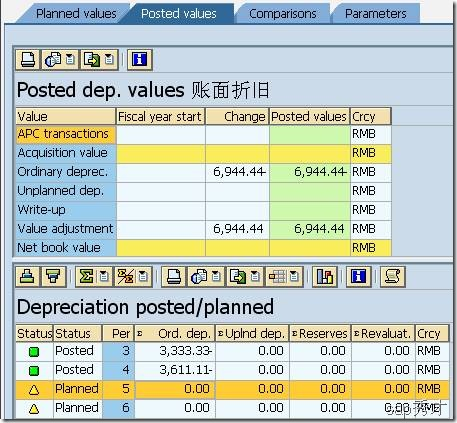 Planned values Posted values Comparisons Parameters
Posted dep. values 账面折旧
Value Fiscal year start Change Posted values Crcy
APC transactions RMB
Acquisition value RMB
Ordinary deprec. 6,944.44- 6,944.44- RMB
Unplanned dep. RMB
Write-up RMB
Value adjustment 6,944.44 6,944.44 RMB
Net book value RMB
Depreciation posted/planned
Status Status Per Σ Ord. dep. Σ Uplnd dep. Σ Reserves Σ Revaluat. Crcy
Posted 3 3,333.33- 0.00 0.00 0.00 RMB
Posted 4 3,611.11- 0.00 0.00 0.00 RMB
Planned 5 0.00 0.00 0.00 0.00 RMB
Planned 6 0.00 0.00 0.00 0.00 RMB